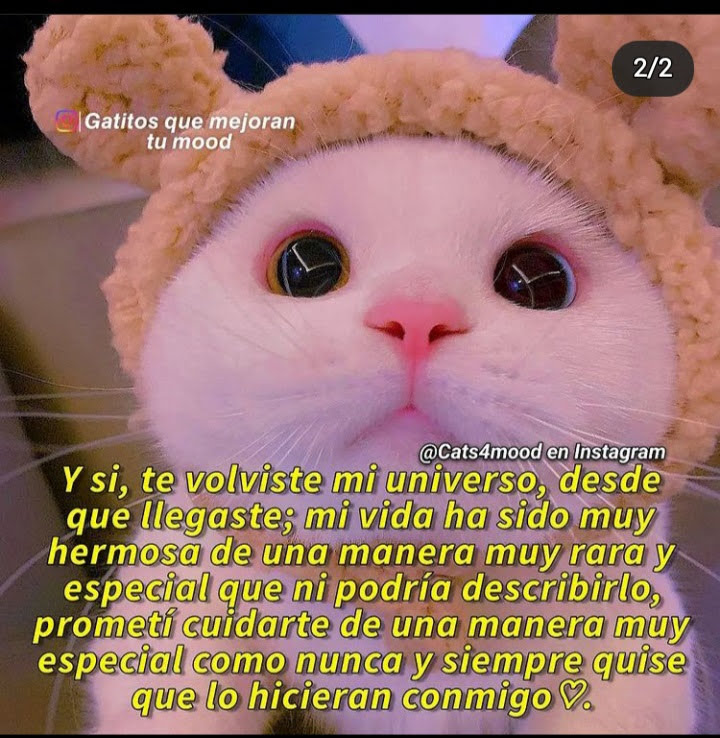 2/2
Gatitos que mejoran
tu mood
@Cats4mood en Instagram
Y si, te volviste mi universo, desde
que llegaste; mi vida ha sido muy
hermosa de una manera muy rara y
especial que ni podría describirlo,
prometí cuidarte de una manera muy
especial como nunca y siempre quise
que lo hicieran conmigo♡.